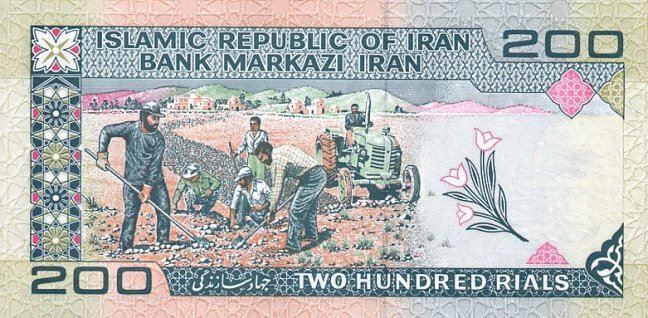 ISLAMIC REPUBLIC OF IRAN 200
BANK MARKAZI IRAN
200 جهاد سازندگی TWO HUNDRED RIALS